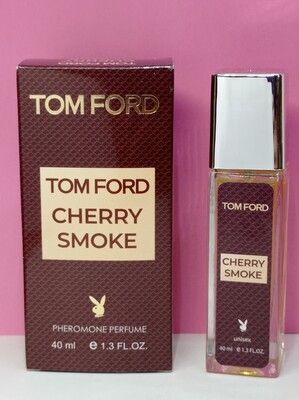 TOM FORD
TOM FORD
CHERRY
SMOKE
PHEROMONE PERFUME
40 ml e 1.3 FL.OZ.
TOM FORD
CHERRY
SMOKE
unisex
40 ml e 1.3 FL.OZ.